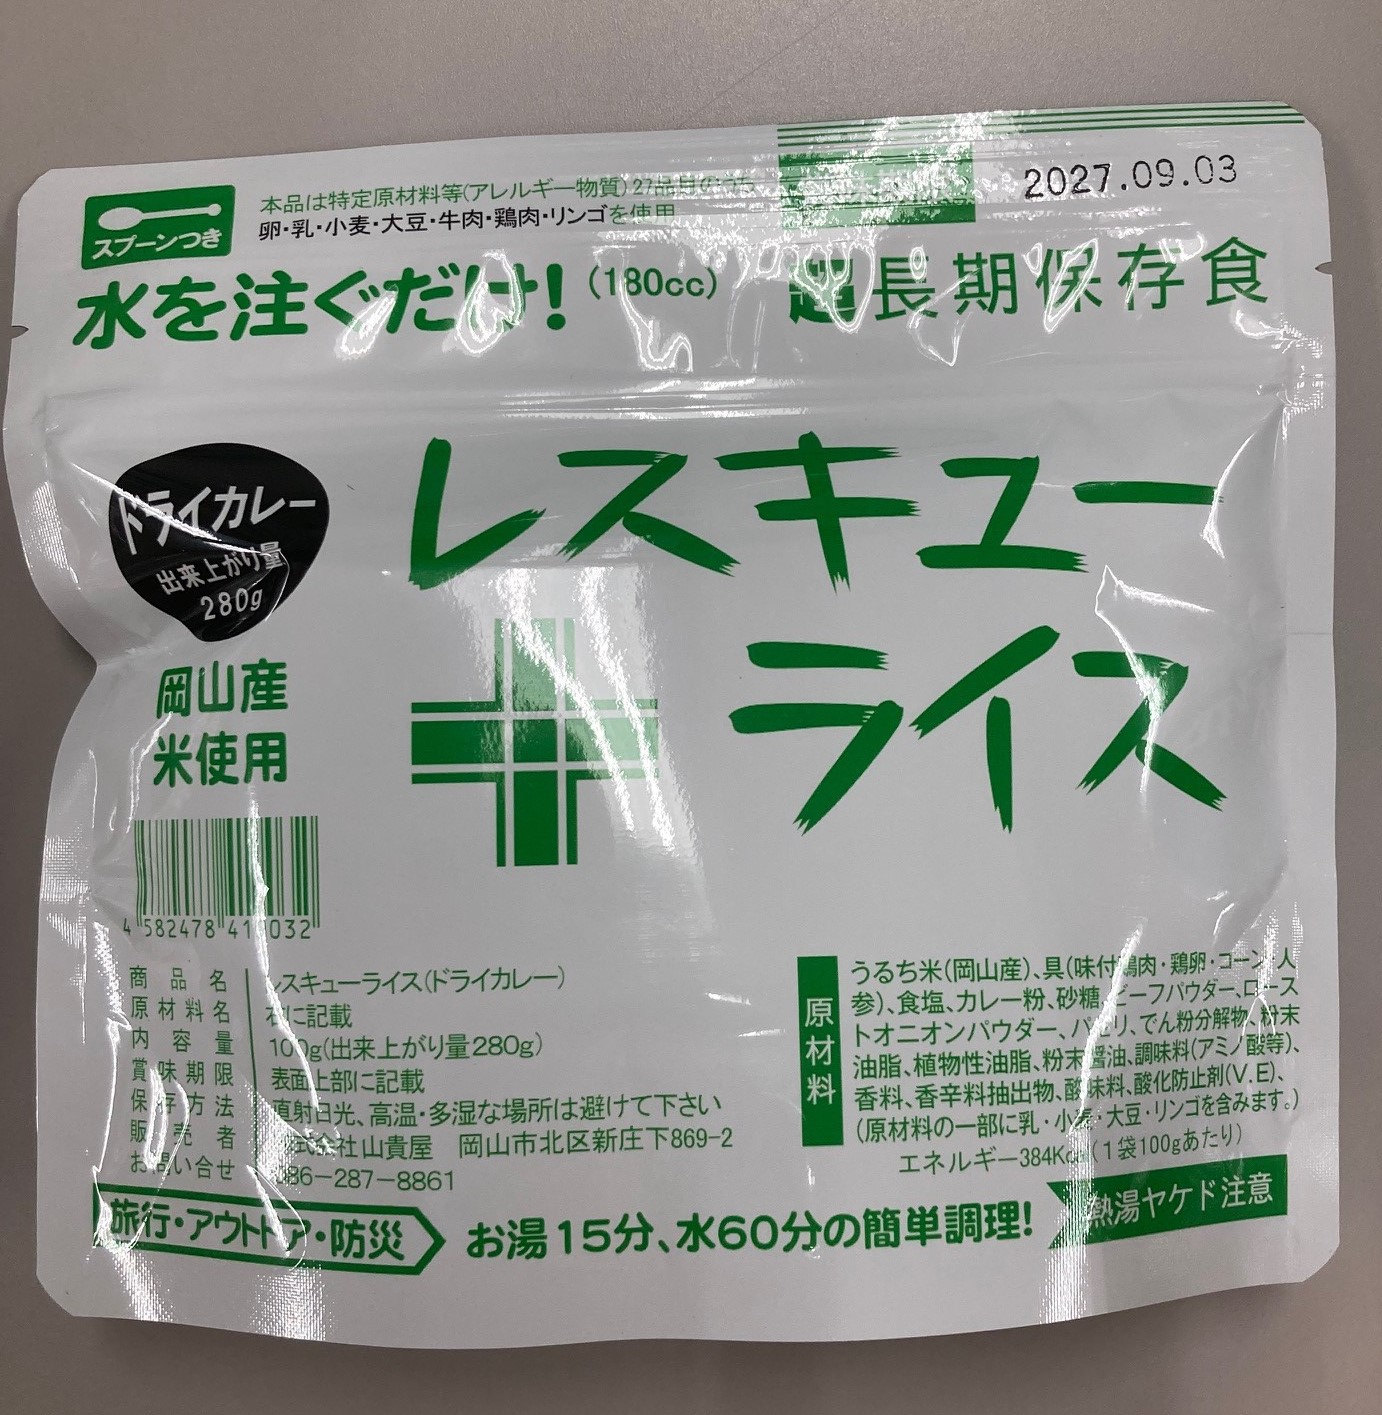 スプーンつき
本品は特定原材料等(アレルギー物質)27品目のうち
卵・乳・小麦・大豆・牛肉・鶏肉・リンゴを使用
2027.09.03
水を注ぐだけ!(180cc)
超長期保存食
レスキュー
ライス
ドライカレー
出来上がり量
280g
岡山産
米使用
4 582478
商品名 レスキューライス(ドライカレー)
原材料名 右に記載
内容量 100g(出来上がり量280g)
賞味期限 表面上部に記載
保存方法 直射日光、高温・多湿な場所は避けて下さい
販売者 株式会社山貴屋 岡山市北区新庄下869-2
お問い合せ 086-287-8861
原材料
うるち米(岡山産)、具(味付鶏肉・鶏卵・コーン・人
参)、食塩、カレー粉、砂糖、ビーフパウダー、ロース
トオニオンパウダー、パセリ、でん粉分解物、粉末
油脂、植物性油脂、粉末醤油、調味料(アミノ酸等)、
香料、香辛料抽出物、酸味料、酸化防止剤(V.E)、
(原材料の一部に乳・小麦・大豆・リンゴを含みます。)
エネルギー384Kcal(1袋100gあたり)
旅行・アウトドア・防災
お湯15分、水60分の簡単調理!
熱湯ヤケド注意